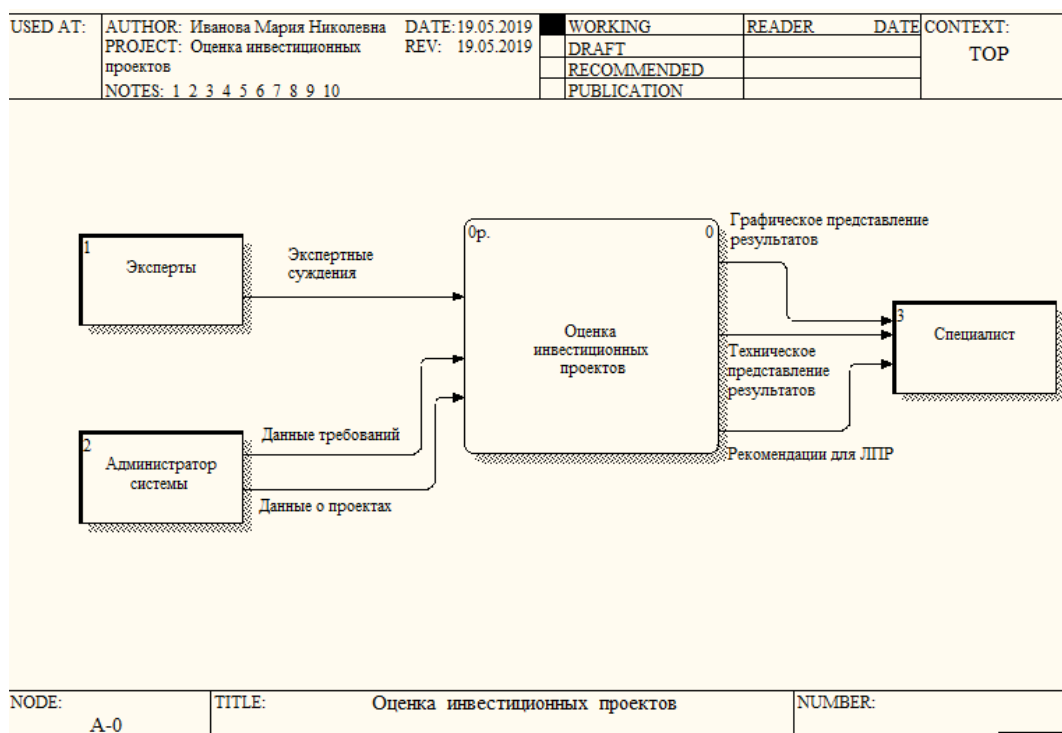 USED AT:
AUTHOR: Иванова Мария Николевна
DATE: 19.05.2019
PROJECT: Оценка инвестиционных
REV: 19.05.2019
проектов
NOTES: 1 2 3 4 5 6 7 8 9 10
WORKING
DRAFT
RECOMMENDED
PUBLICATION
READER DATE
CONTEXT:
TOP
1
Эксперты
Экспертные
суждения
2
Администратор
системы
Данные требований
Данные о проектах
0р. 0
Оценка
инвестиционных
проектов
Графическое представление
результатов
Техническое
представление
результатов
Рекомендации для ЛПР
3
Специалист
NODE:
A-0
TITLE: Оценка инвестиционных проектов
NUMBER: